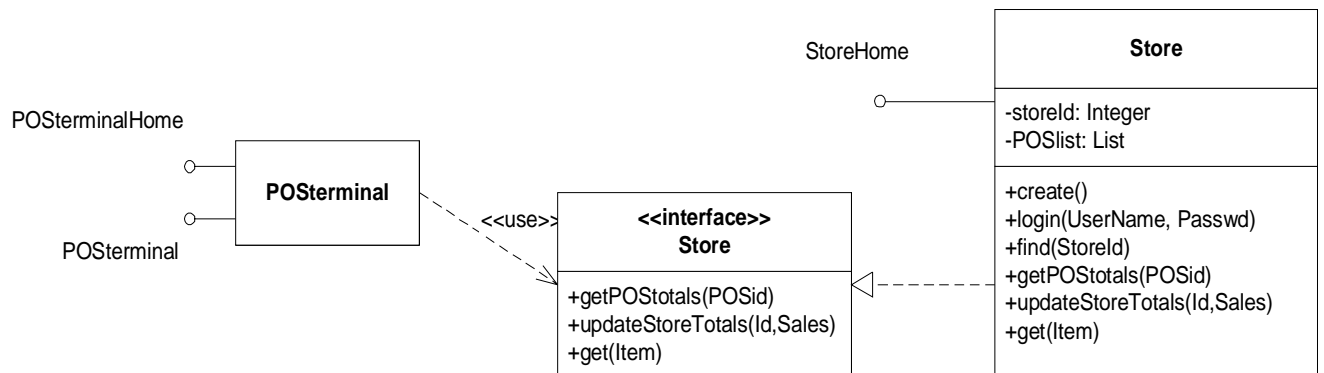 StoreHome
Store
-storeId: Integer
-POSlist: List
+create()
+login(UserName, Passwd)
+find(StoreId)
+getPOStotals(POSid)
+updateStoreTotals(Id,Sales)
+get(Item)
POSterminalHome
POSterminal
POSterminal
<<use>>
<<interface>>
Store
+getPOStotals(POSid)
+updateStoreTotals(Id,Sales)
+get(Item)